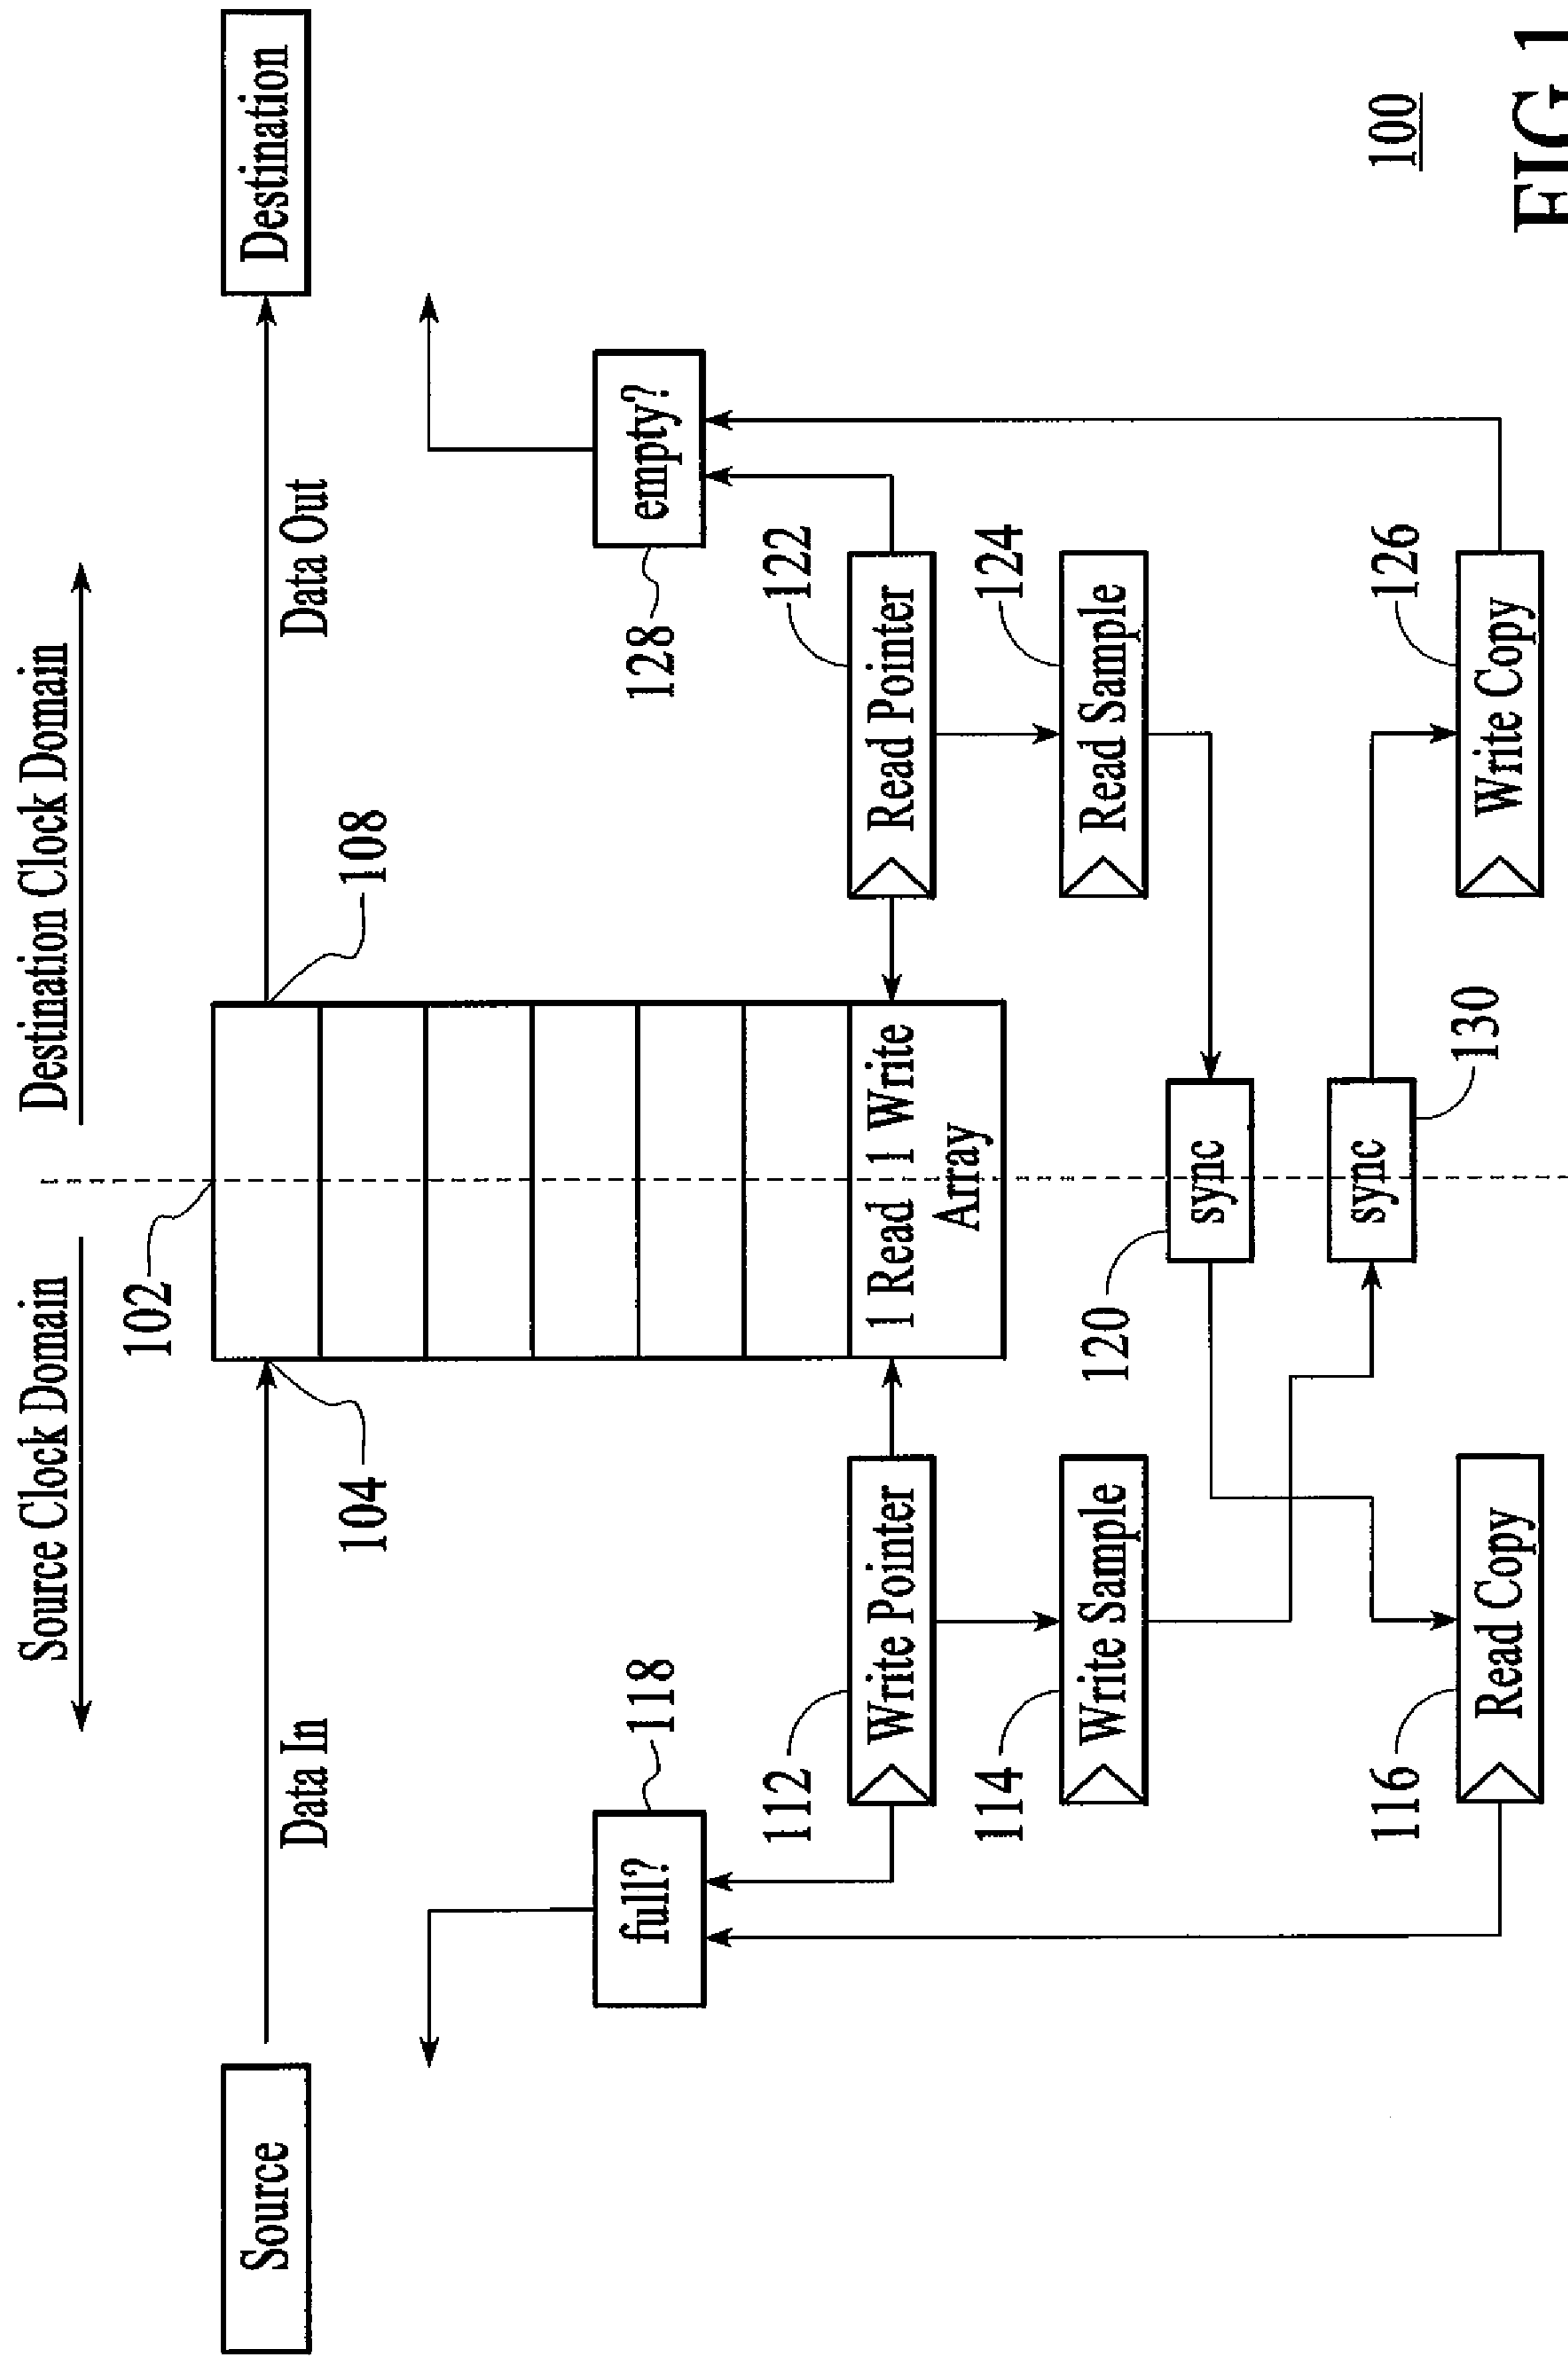 Source Clock Domain
Destination Clock Domain
102
Source
Data In
104
108
Data Out
Destination
full?
118
empty?
128
112
Write Pointer
1 Read 1 Write
Array
Read Pointer
122
114
Write Sample
Read Sample
124
120
sync
sync
130
116
Read Copy
Write Copy
126
100
FIG.1